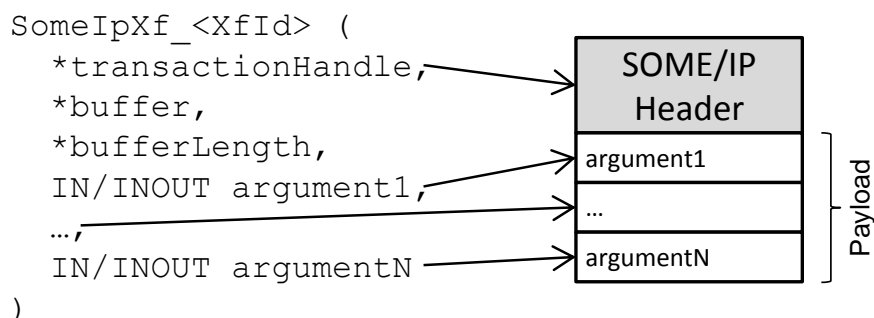 SomeIpXf_<XfId> (
*transactionHandle,
*buffer,
*bufferLength,
IN/INOUT argument1,
…,
IN/INOUT argumentN
)
SOME/IP
Header
argument1
…
argumentN
Payload